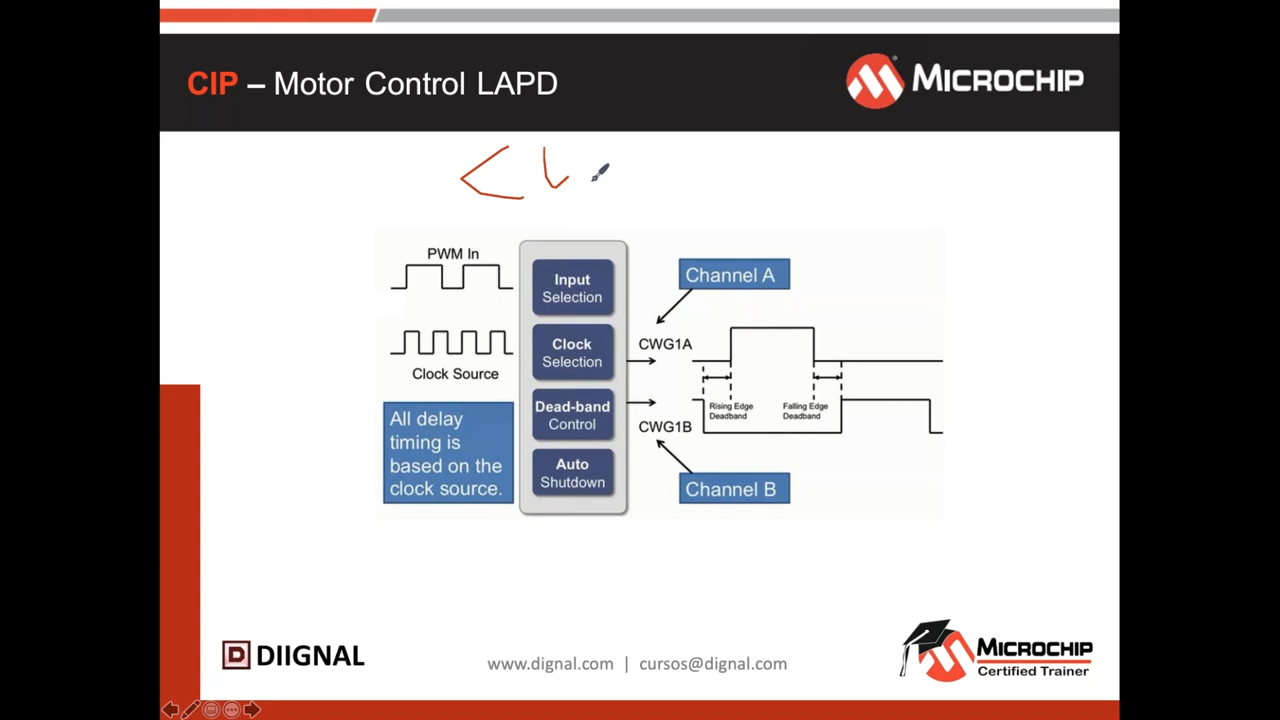 CIP – Motor Control LAPD
MICROCHIP
PWM In
Clock Source
All delay
timing is
based on the
clock source.
Input
Selection
Clock
Selection
Dead-band
Control
Auto
Shutdown
Channel A
CWG1A
Rising Edge
Deadband
Falling Edge
Deadband
CWG1B
Channel B
D DIIGNAL
www.dignal.com | cursos@dignal.com
MICROCHIP
Certified Trainer